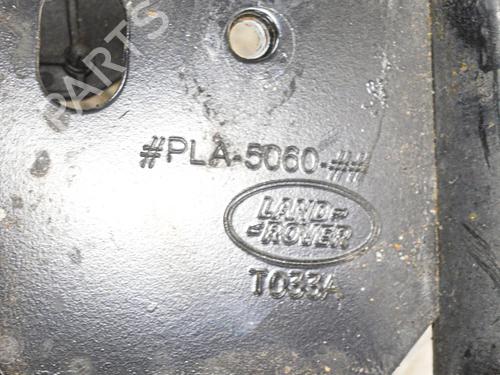 #PLA-5060-##
LAND-
-ROVER
T033A
B-PARTS